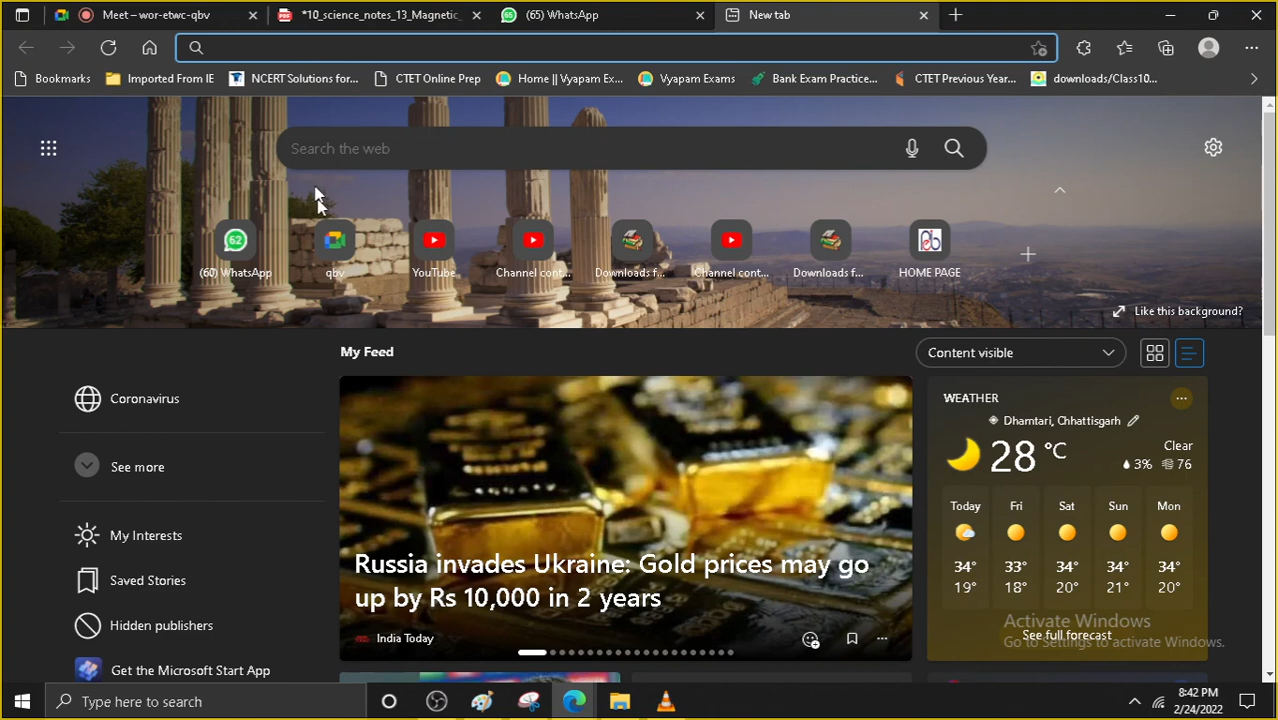 Meet – wor-etwc-qbv
*10_science_notes_13_Magnetic_
(65) WhatsApp
New tab
Bookmarks
Imported From IE
NCERT Solutions for...
CTET Online Prep
Home || Vyapam Ex...
Vyapam Exams
Bank Exam Practice...
CTET Previous Year...
downloads/Class10...
Search the web
62
(60) WhatsApp
qbv
YouTube
Channel cont...
Downloads f...
Channel cont...
Downloads f...
HOME PAGE
Like this background?
My Feed
Content visible
Coronavirus
See more
My Interests
Saved Stories
Hidden publishers
Get the Microsoft Start App
Russia invades Ukraine: Gold prices may go
up by Rs 10,000 in 2 years
India Today
WEATHER
Dhamtari, Chhattisgarh
28 °C
Clear
3% 76
Today Fri Sat Sun Mon
34° 33° 34° 34° 34°
19° 18° 20° 21° 20°
See full forecast
Activate Windows
Go to Settings to activate Windows.
Type here to search
8:42 PM
2/24/2022